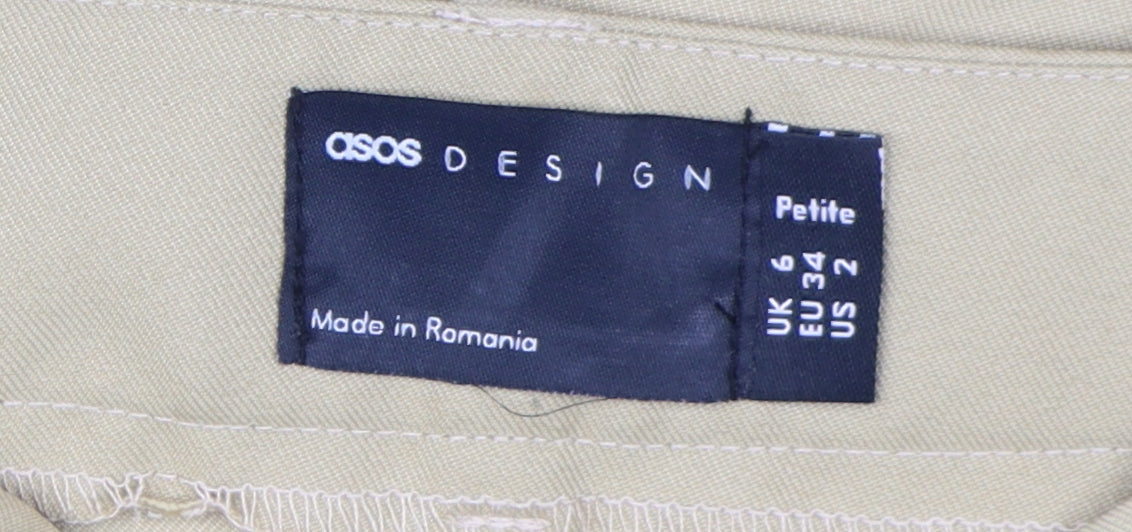 asos DESIGN
Made in Romania
Petite
UK 6
EU 34
US 2